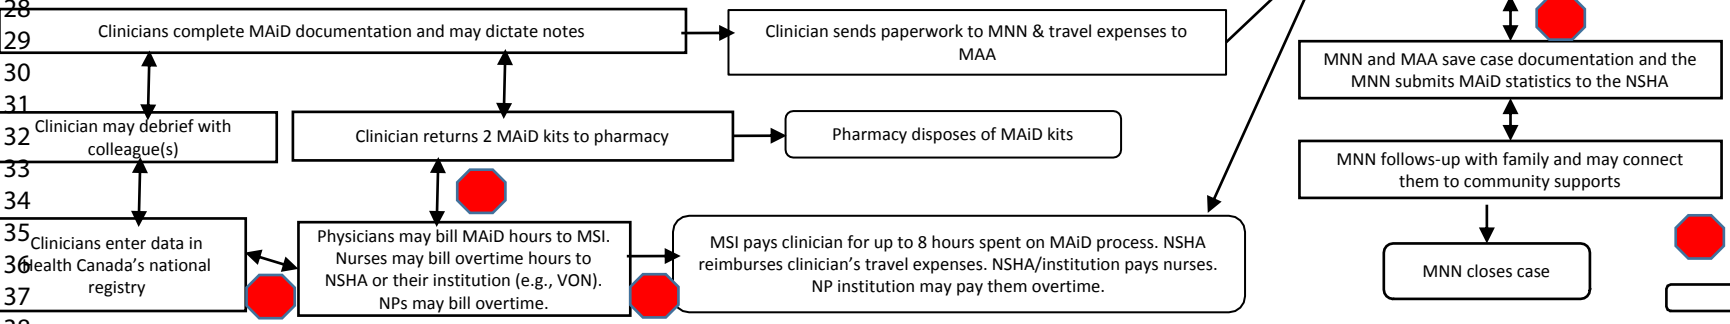 28
29
30
31
32
33
34
35
36
37
Clinicians complete MAiD documentation and may dictate notes
Clinician sends paperwork to MNN & travel expenses to
MAA
MNN and MAA save case documentation and the
MNN submits MAiD statistics to the NSHA
Clinician may debrief with
colleague(s)
Clinician returns 2 MAiD kits to pharmacy
Pharmacy disposes of MAiD kits
MNN follows-up with family and may connect
them to community supports
Clinicians enter data in
Health Canada's national
registry
Physicians may bill MAiD hours to MSI.
Nurses may bill overtime hours to
NSHA or their institution (e.g., VON).
NPs may bill overtime.
MSI pays clinician for up to 8 hours spent on MAiD process. NSHA
reimburses clinician's travel expenses. NSHA/institution pays nurses.
NP institution may pay them overtime.
MNN closes case